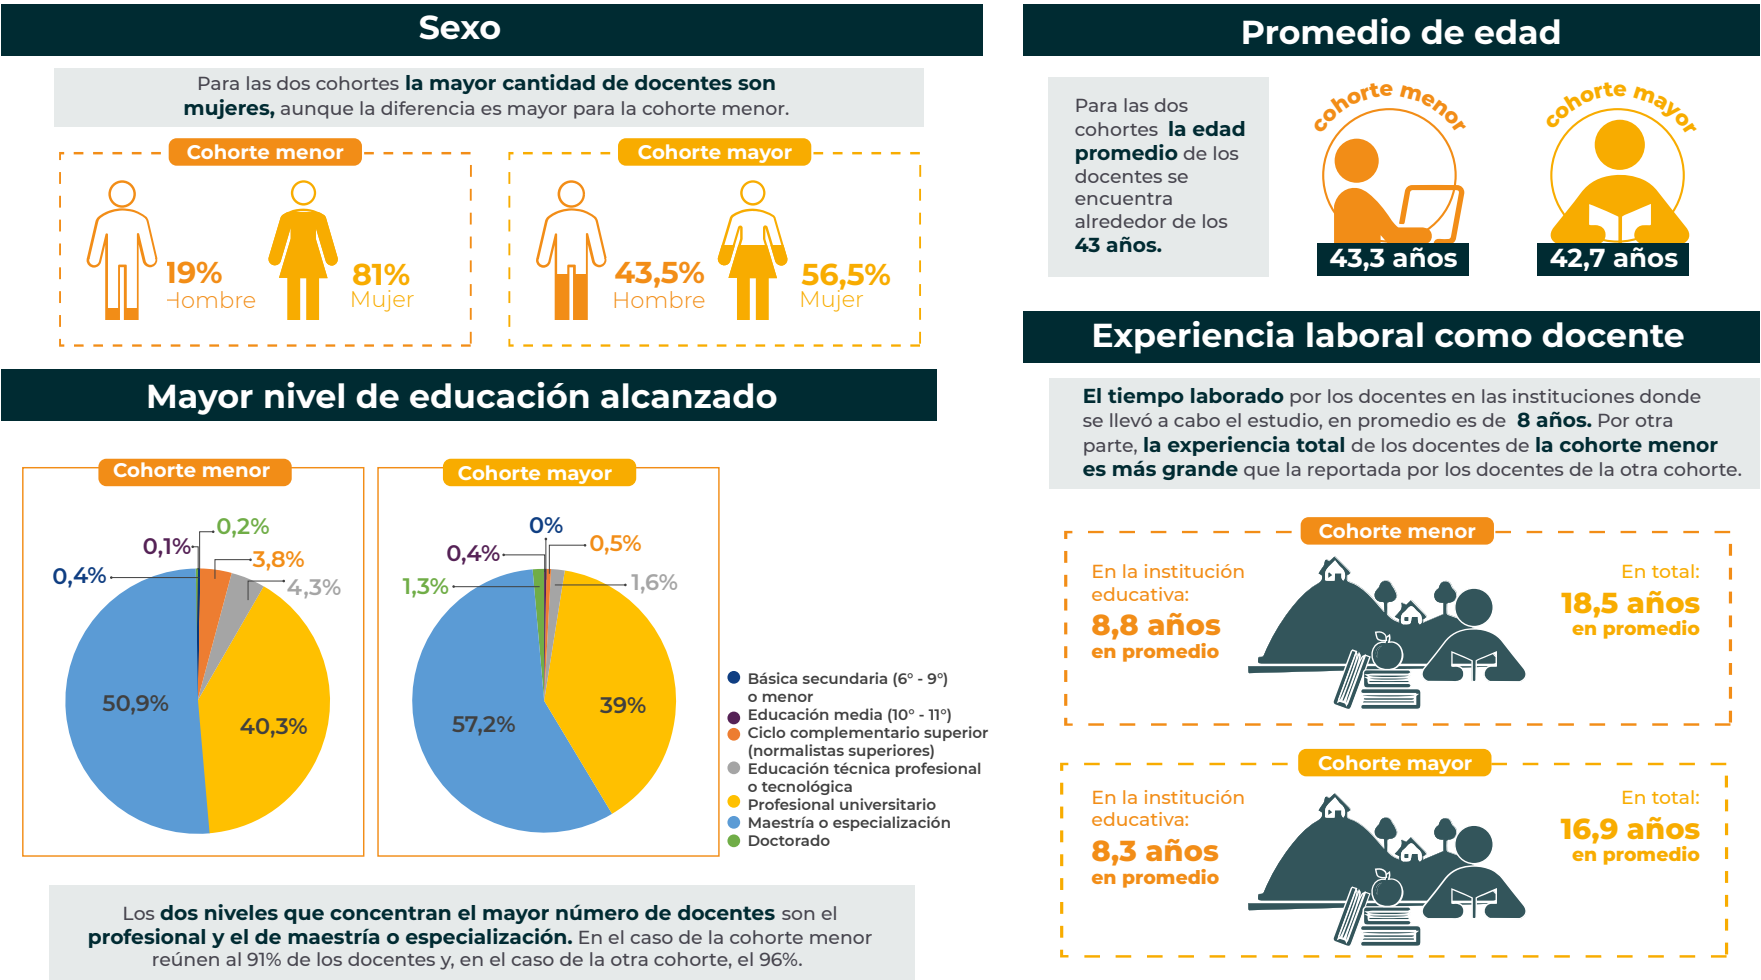 Sexo
Para las dos cohortes la mayor cantidad de docentes son
mujeres, aunque la diferencia es mayor para la cohorte menor.
Cohorte menor
19%
Hombre
81%
Mujer
Cohorte mayor
43,5%
Hombre
56,5%
Mujer
Mayor nivel de educación alcanzado
Cohorte menor
0,2%
0,1%
3,8%
0,4%
4,3%
50,9%
40,3%
Cohorte mayor
0%
0,4%
0,5%
1,3%
1,6%
57,2%
39%
Básica secundaria (6° - 9°)
o menor
Educación media (10° - 11°)
Ciclo complementario superior
(normalistas superiores)
Educación técnica profesional
o tecnológica
Profesional universitario
Maestría o especialización
Doctorado
Los dos niveles que concentran el mayor número de docentes son el
profesional y el de maestría o especialización. En el caso de la cohorte menor
reúnen al 91% de los docentes y, en el caso de la otra cohorte, el 96%.
Promedio de edad
Para las dos
cohortes la edad
promedio de los
docentes se
encuentra
alrededor de los
43 años.
cohorte menor
43,3 años
cohorte mayor
42,7 años
Experiencia laboral como docente
El tiempo laborado por los docentes en las instituciones donde
se llevó a cabo el estudio, en promedio es de 8 años. Por otra
parte, la experiencia total de los docentes de la cohorte menor
es más grande que la reportada por los docentes de la otra cohorte.
Cohorte menor
En la institución
educativa:
8,8 años
en promedio
En total:
18,5 años
en promedio
Cohorte mayor
En la institución
educativa:
8,3 años
en promedio
En total:
16,9 años
en promedio